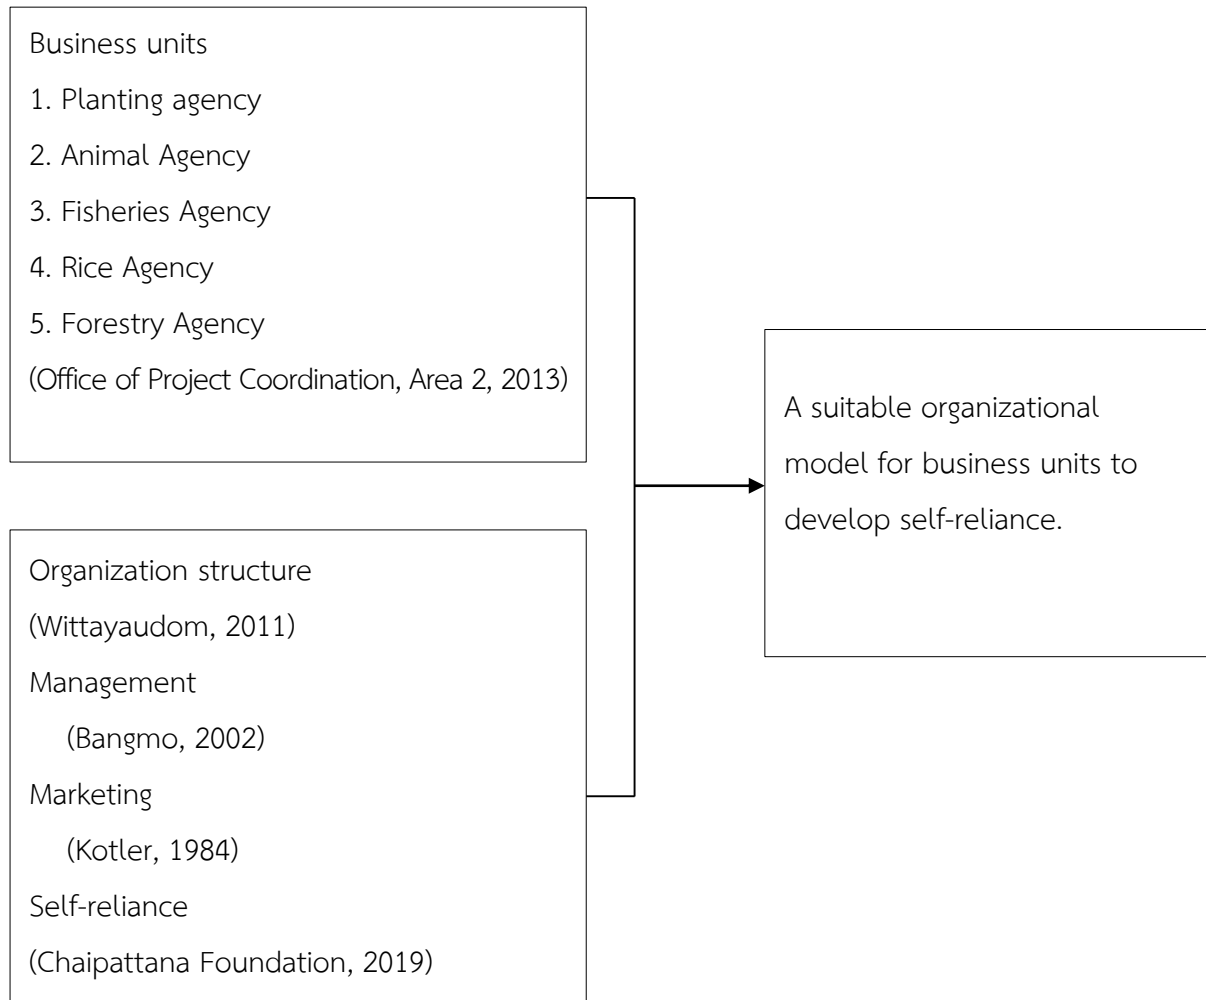 Business units
1. Planting agency
2. Animal Agency
3. Fisheries Agency
4. Rice Agency
5. Forestry Agency
(Office of Project Coordination, Area 2, 2013)
Organization structure
(Wittayaudom, 2011)
Management
(Bangmo, 2002)
Marketing
(Kotler, 1984)
Self-reliance
(Chaipattana Foundation, 2019)
A suitable organizational
model for business units to
develop self-reliance.